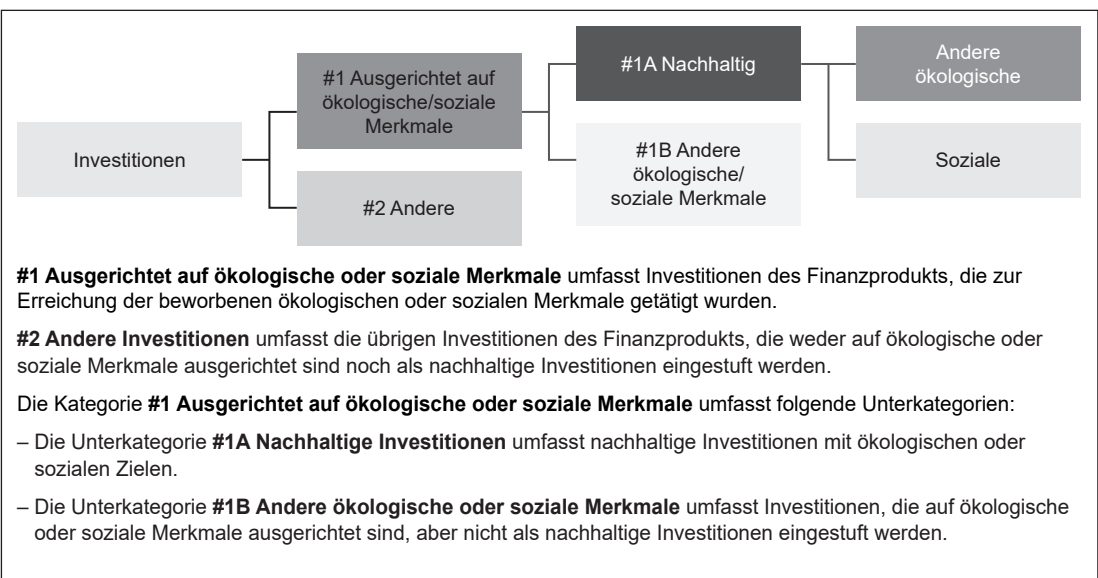 Investitionen
#1 Ausgerichtet auf
ökologische/soziale
Merkmale
#2 Andere
#1A Nachhaltig
#1B Andere
ökologische/
soziale Merkmale
Andere
ökologische
Soziale
#1 Ausgerichtet auf ökologische oder soziale Merkmale umfasst Investitionen des Finanzprodukts, die zur
Erreichung der beworbenen ökologischen oder sozialen Merkmale getätigt wurden.
#2 Andere Investitionen umfasst die übrigen Investitionen des Finanzprodukts, die weder auf ökologische oder
soziale Merkmale ausgerichtet sind noch als nachhaltige Investitionen eingestuft werden.
Die Kategorie #1 Ausgerichtet auf ökologische oder soziale Merkmale umfasst folgende Unterkategorien:
– Die Unterkategorie #1A Nachhaltige Investitionen umfasst nachhaltige Investitionen mit ökologischen oder
sozialen Zielen.
– Die Unterkategorie #1B Andere ökologische oder soziale Merkmale umfasst Investitionen, die auf ökologische
oder soziale Merkmale ausgerichtet sind, aber nicht als nachhaltige Investitionen eingestuft werden.